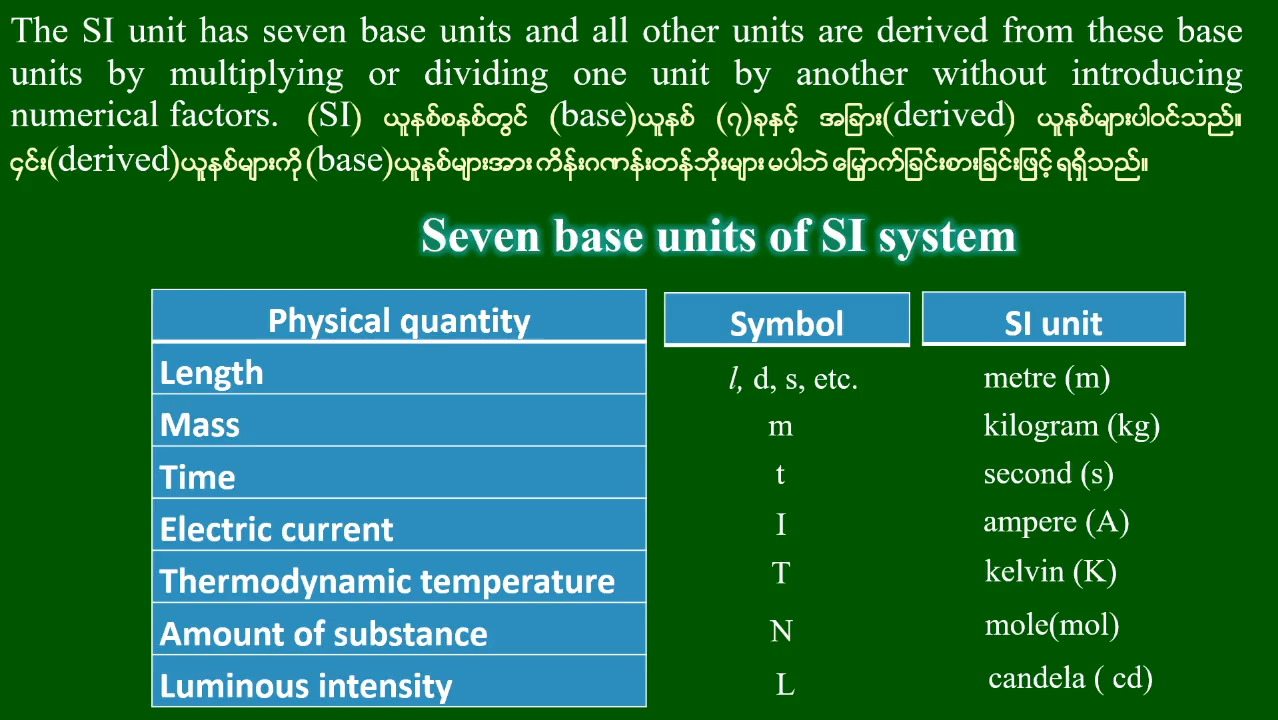 The SI unit has seven base units and all other units are derived from these base
units by multiplying or dividing one unit by another without introducing
numerical factors. (SI) ယူနစ်စနစ်တွင် (base)ယူနစ် (၇)ခုနှင့် အခြား(derived) ယူနစ်များပါဝင်သည်။
၄င်း(derived)ယူနစ်များကို (base)ယူနစ်များအား ကိန်းဂဏန်းတန်ဘိုးများ မပါဘဲ မြှောက်ခြင်းစားခြင်းဖြင့် ရရှိသည်။
Seven base units of SI system
Physical quantity Symbol SI unit
Length l, d, s, etc. metre (m)
Mass m kilogram (kg)
Time t second (s)
Electric current I ampere (A)
Thermodynamic temperature T kelvin (K)
Amount of substance N mole(mol)
Luminous intensity L candela ( cd)